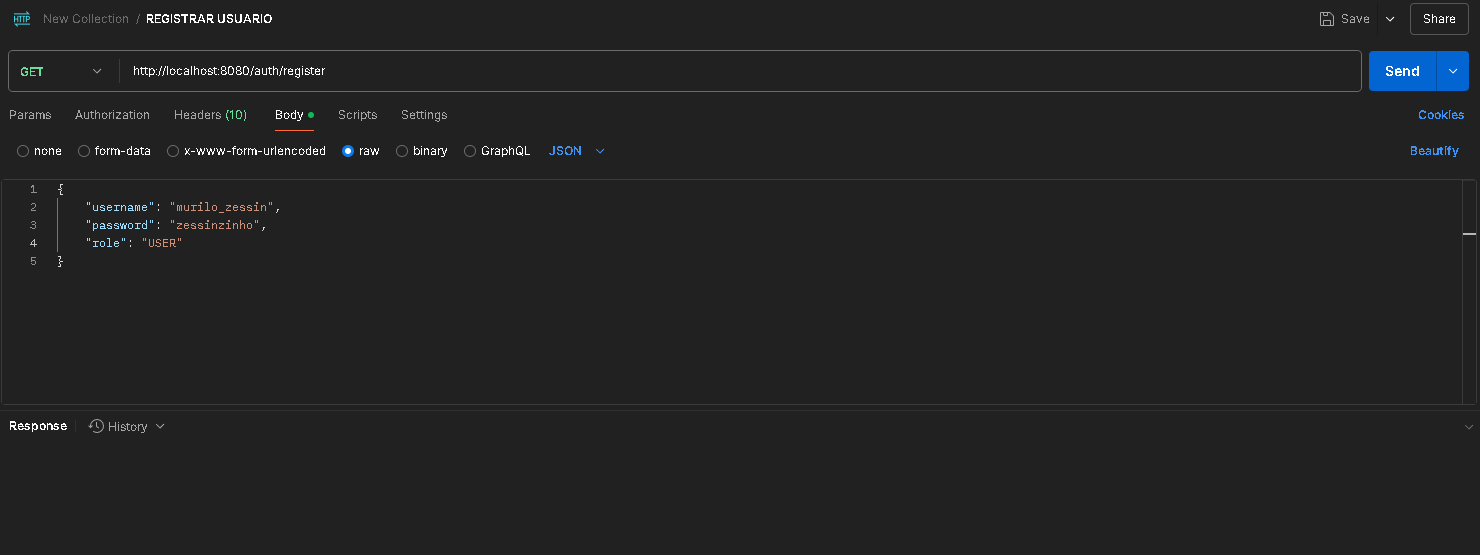 HTTP New Collection / REGISTRAR USUARIO Save Share
GET http://localhost:8080/auth/register Send
Params Authorization Headers (10) Body Scripts Settings Cookies
none form-data x-www-form-urlencoded raw binary GraphQL JSON Beautify
1 {
2 "username": "murilo_zessin",
3 "password": "zessinzinho",
4 "role": "USER"
5 }
Response History